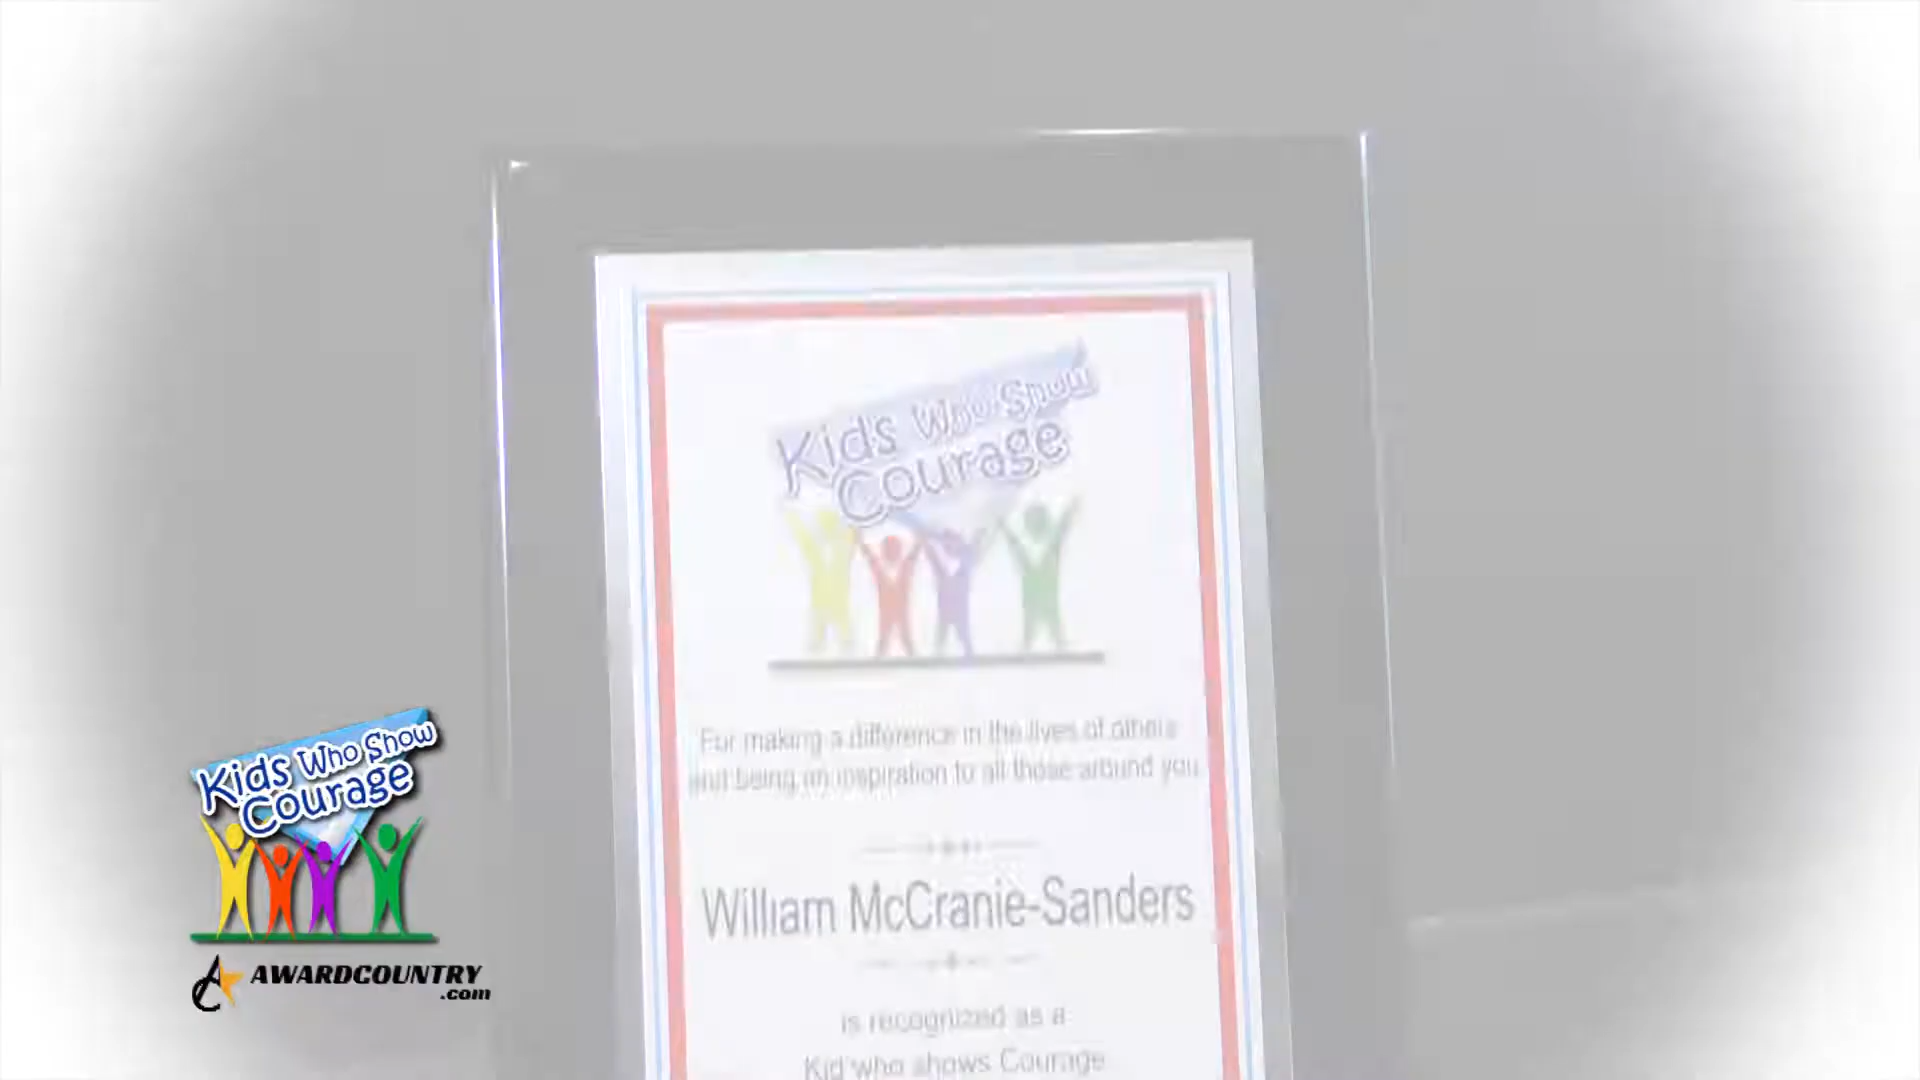 Kids Who Show
Courage
For making a difference in the lives of others
and being an inspiration to all those around you
William McCranie-Sanders
is recognized as a
Kid who shows Courage
Kids Who Show
Courage
AWARDCOUNTRY
.com